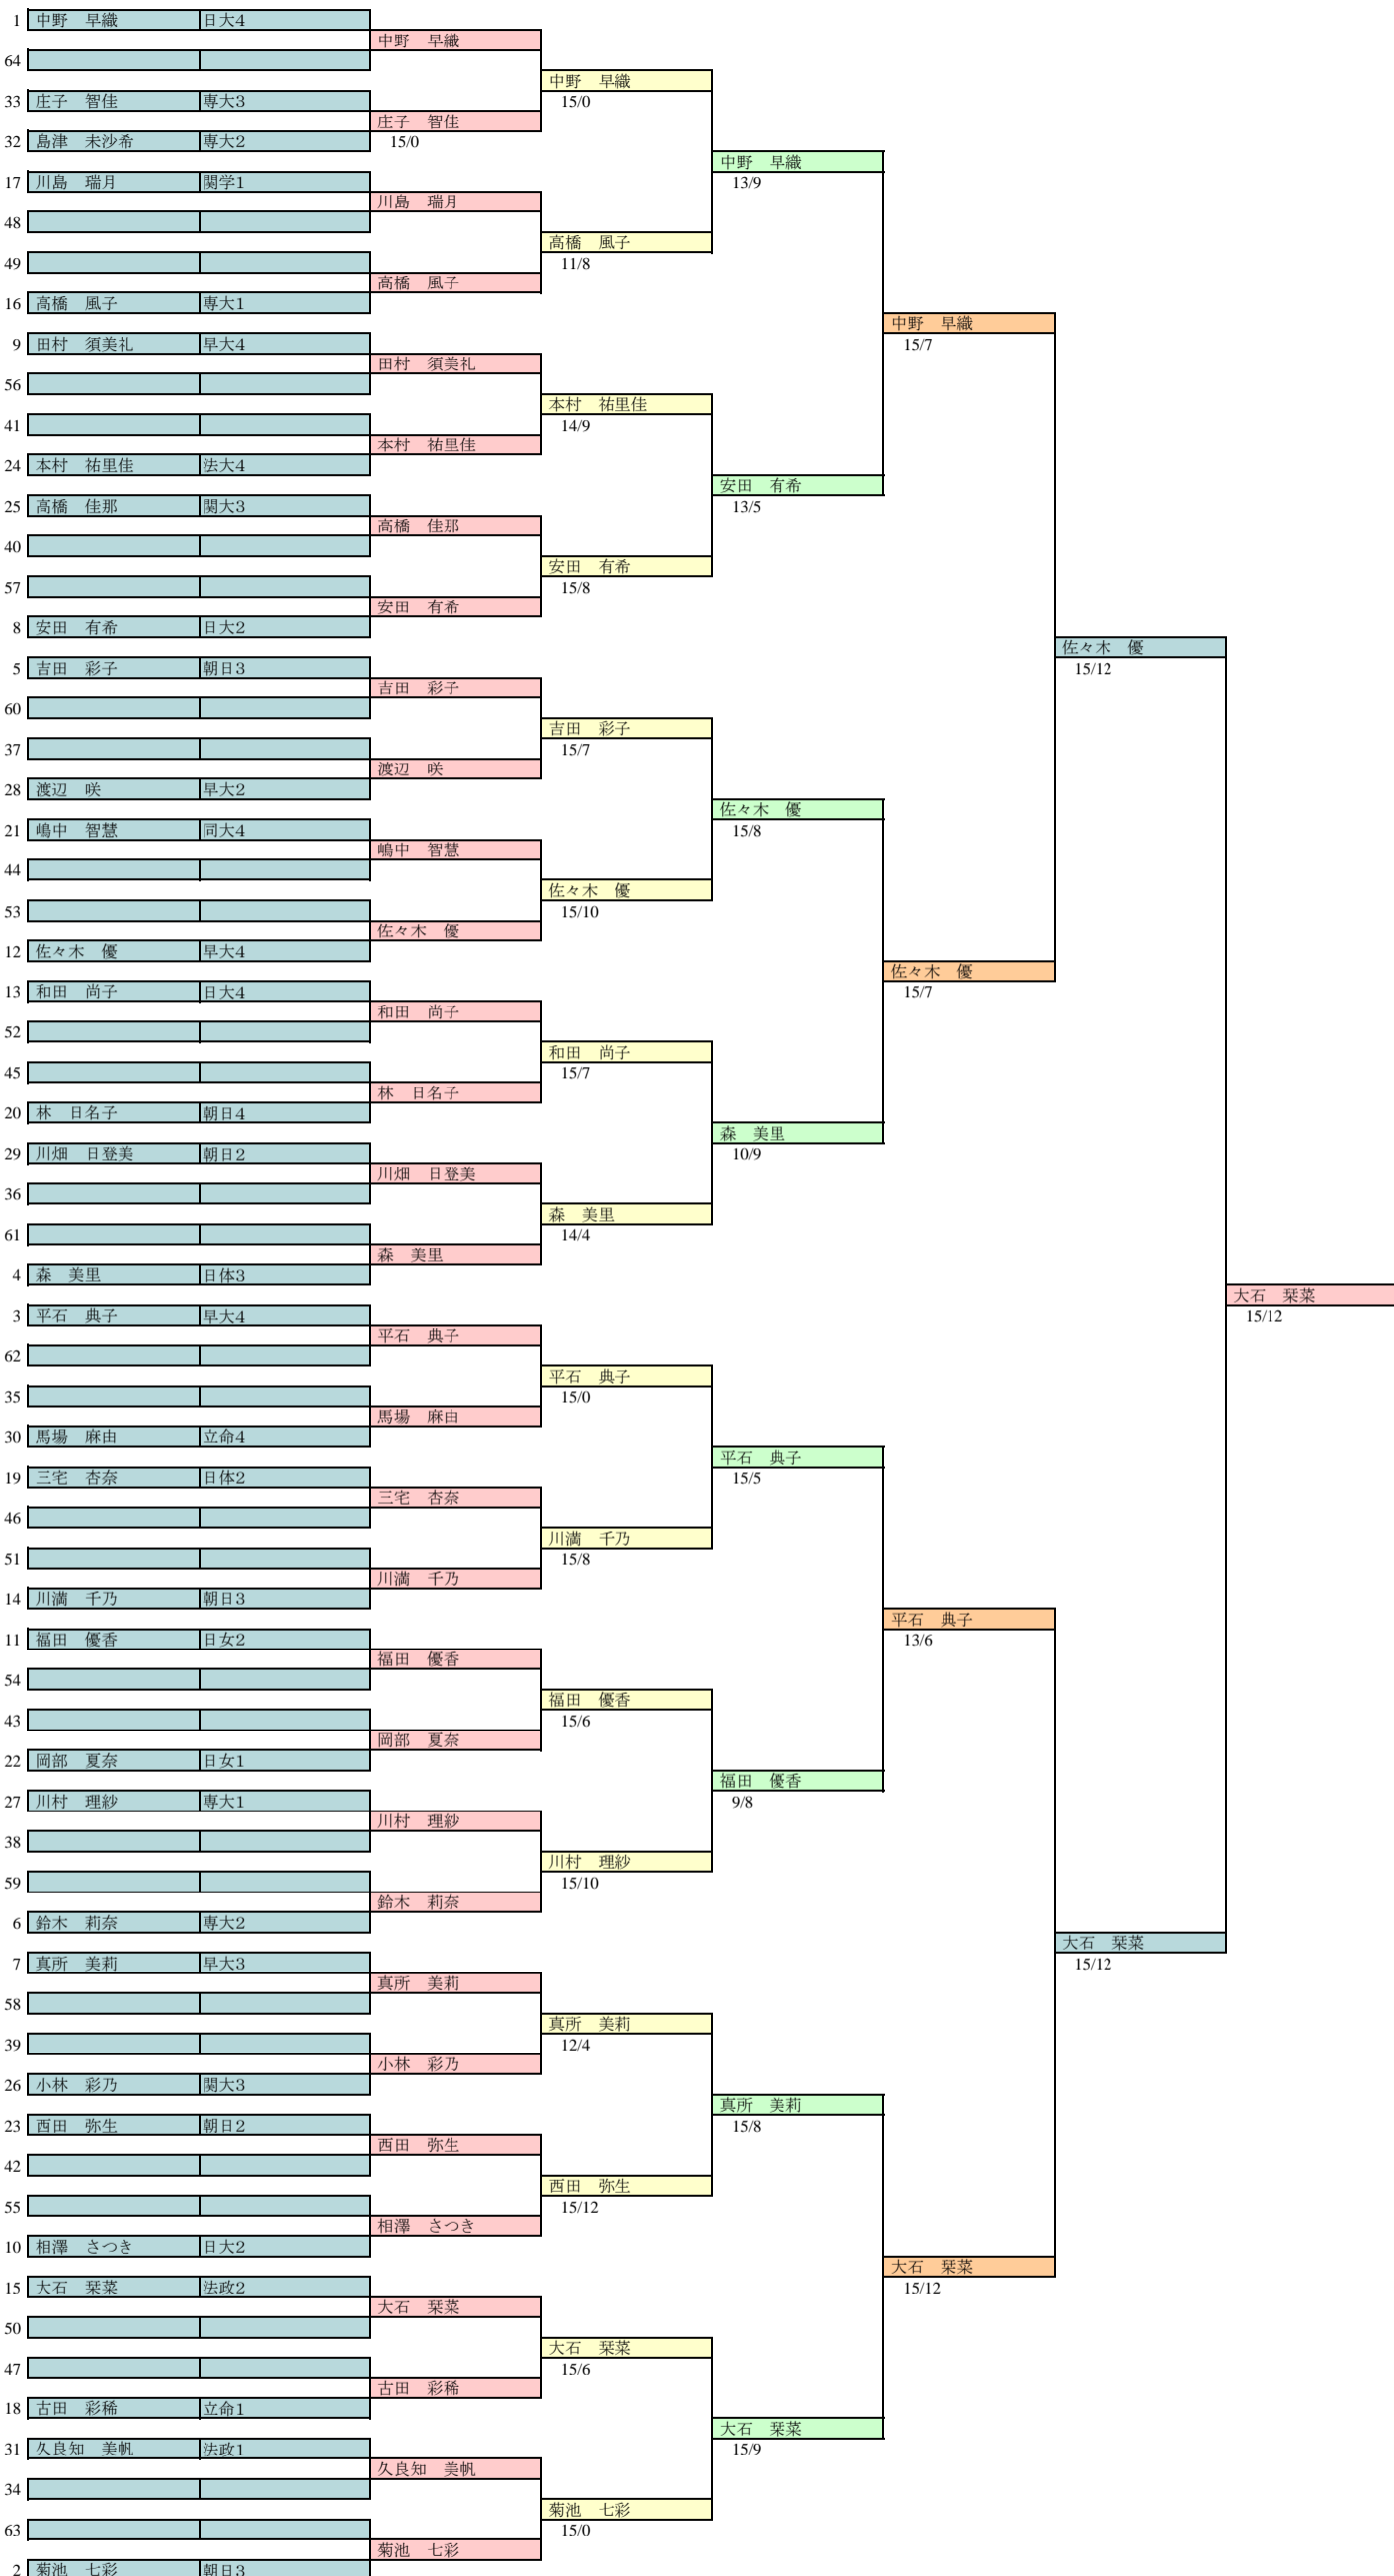 1 中野　早織 日大4
中野　早織
64
中野　早織
33 庄子　智佳 専大3
15/0
庄子　智佳
32 島津　未沙希 専大2
15/0
中野　早織
17 川島　瑞月 関学1
13/9
川島　瑞月
48
高橋　風子
49
11/8
高橋　風子
16 高橋　風子 専大1
中野　早織
9 田村　須美礼 早大4
15/7
田村　須美礼
56
本村　祐里佳
41
14/9
本村　祐里佳
24 本村　祐里佳 法大4
安田　有希
25 高橋　佳那 関大3
13/5
高橋　佳那
40
安田　有希
57
15/8
安田　有希
8 安田　有希 日大2
佐々木　優
5 吉田　彩子 朝日3
15/12
吉田　彩子
60
吉田　彩子
37
15/7
渡辺　咲
28 渡辺　咲 早大2
佐々木　優
21 嶋中　智慧 同大4
15/8
嶋中　智慧
44
佐々木　優
53
15/10
佐々木　優
12 佐々木　優 早大4
佐々木　優
13 和田　尚子 日大4
15/7
和田　尚子
52
和田　尚子
45
15/7
林　日名子
20 林　日名子 朝日4
森　美里
29 川畑　日登美 朝日2
10/9
川畑　日登美
36
森　美里
61
14/4
森　美里
4 森　美里 日体3
大石　栞菜
3 平石　典子 早大4
15/12
平石　典子
62
平石　典子
35
15/0
馬場　麻由
30 馬場　麻由 立命4
平石　典子
19 三宅　杏奈 日体2
15/5
三宅　杏奈
46
川満　千乃
51
15/8
川満　千乃
14 川満　千乃 朝日3
平石　典子
11 福田　優香 日女2
13/6
福田　優香
54
福田　優香
43
15/6
岡部　夏奈
22 岡部　夏奈 日女1
福田　優香
27 川村　理紗 専大1
9/8
川村　理紗
38
川村　理紗
59
15/10
鈴木　莉奈
6 鈴木　莉奈 専大2
大石　栞菜
7 真所　美莉 早大3
15/12
真所　美莉
58
真所　美莉
39
12/4
小林　彩乃
26 小林　彩乃 関大3
真所　美莉
23 西田　弥生 朝日2
15/8
西田　弥生
42
西田　弥生
55
15/12
相澤　さつき
10 相澤　さつき 日大2
大石　栞菜
15 大石　栞菜 法政2
15/12
大石　栞菜
50
大石　栞菜
47
15/6
古田　彩稀
18 古田　彩稀 立命1
大石　栞菜
31 久良知　美帆 法政1
15/9
久良知　美帆
34
菊池　七彩
63
15/0
菊池　七彩
2 菊池　七彩 朝日3